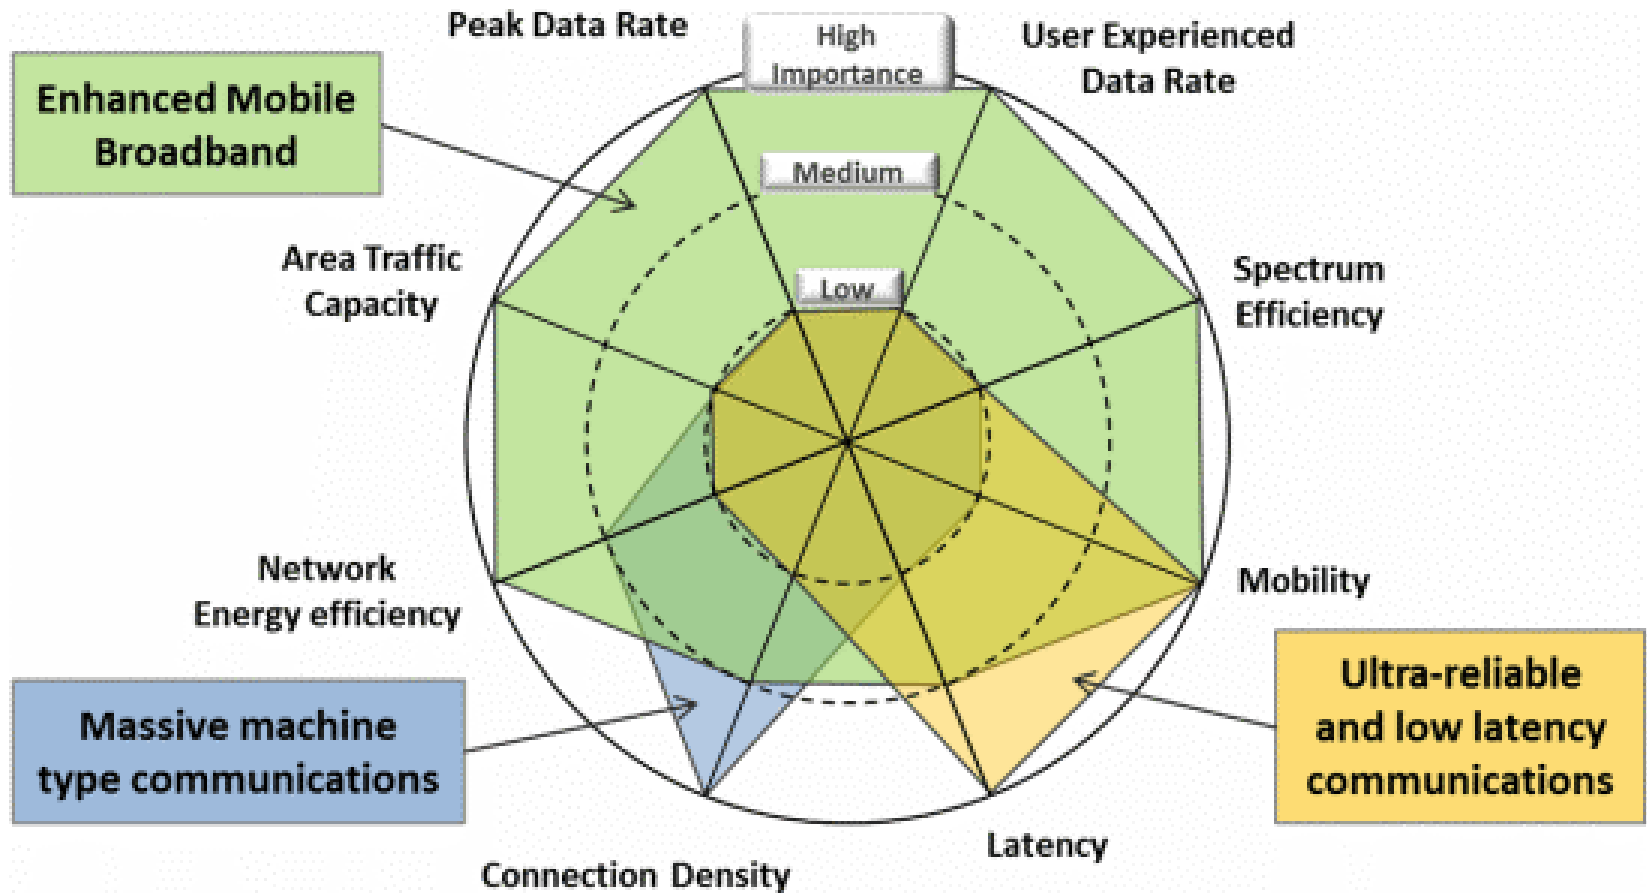 Peak Data Rate
High
Importance
User Experienced
Data Rate
Enhanced Mobile
Broadband
Medium
Area Traffic
Capacity
Low
Spectrum
Efficiency
Network
Energy efficiency
Mobility
Massive machine
type communications
Ultra-reliable
and low latency
communications
Latency
Connection Density